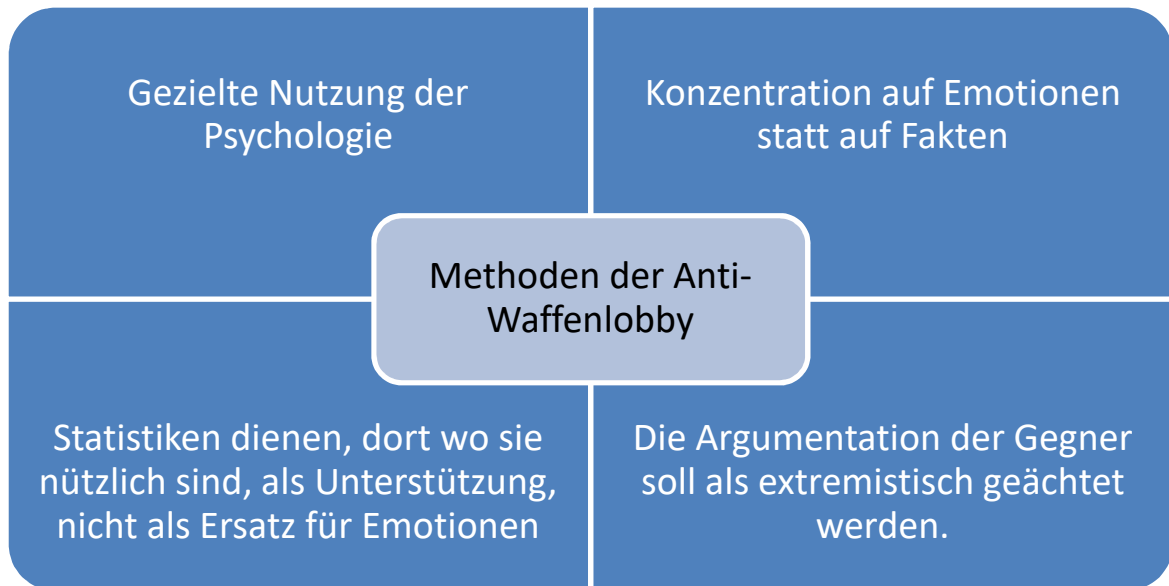 Gezielte Nutzung der
Psychologie
Konzentration auf Emotionen
statt auf Fakten
Methoden der Anti-
Waffenlobby
Statistiken dienen, dort wo sie
nützlich sind, als Unterstützung,
nicht als Ersatz für Emotionen
Die Argumentation der Gegner
soll als extremistisch geächtet
werden.